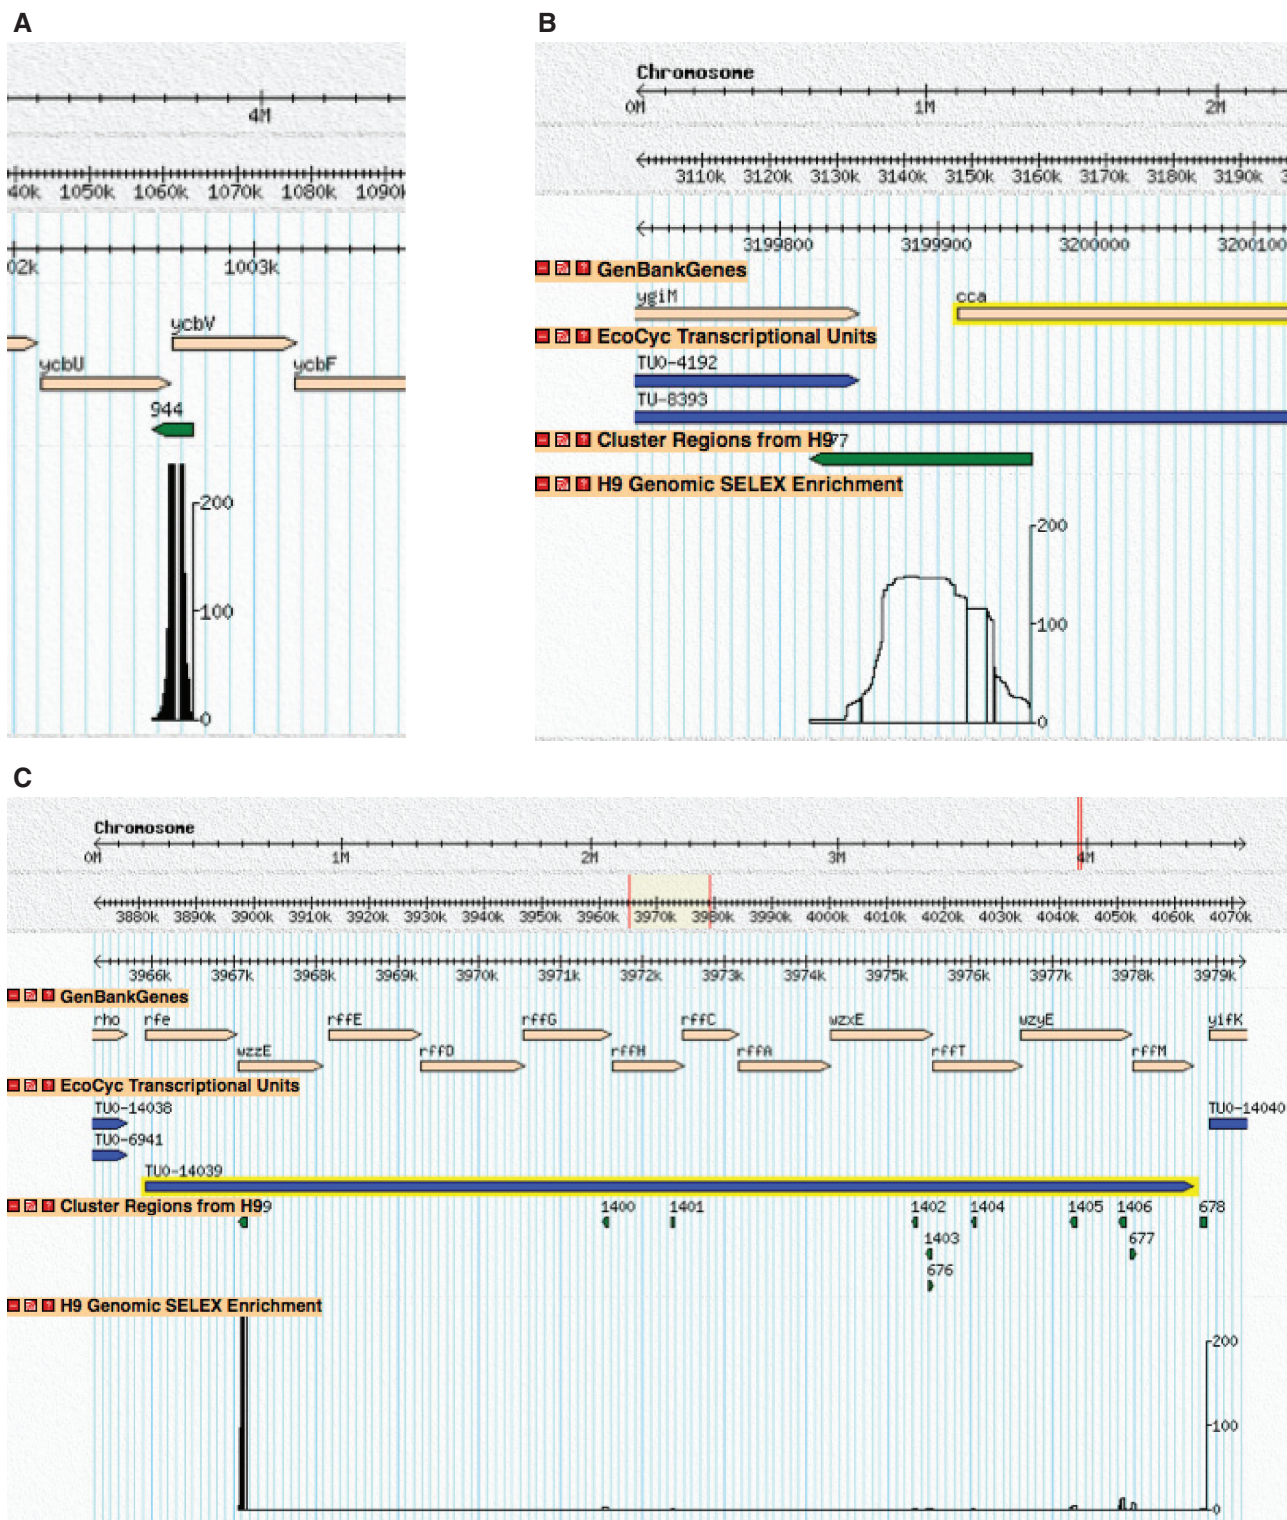 A
4M
40k 1050k 1060k 1070k 1080k 1090k
02k 1003k
ycbV
ycbU ycbF
944
200
100
0
B
Chromosome
0M 1M 2M
3110k 3120k 3130k 3140k 3150k 3160k 3170k 3180k 3190k 3
3199800 3199900 3200000 3200100
GenBankGenes
ygiM cca
EcoCyc Transcriptional Units
TU0-4192
TU-8393
Cluster Regions from H9 77
H9 Genomic SELEX Enrichment
200
100
0
C
Chromosome
0M 1M 2M 3M 4M
3880k 3890k 3900k 3910k 3920k 3930k 3940k 3950k 3960k 3970k 3980k 3990k 4000k 4010k 4020k 4030k 4040k 4050k 4060k 4070k
3966k 3967k 3968k 3969k 3970k 3971k 3972k 3973k 3974k 3975k 3976k 3977k 3978k 3979k
GenBankGenes
rho rfe rffE rffG rffC wzxE wzyE yifK
wzzE rffD rffH rffA rffT rffM
EcoCyc Transcriptional Units
TU0-14038 TU0-14040
TU0-6941
TU0-14039
Cluster Regions from H9 9 1400 1401 1402 1404 1405 1406 678
1403 677
676
H9 Genomic SELEX Enrichment
200
100
0